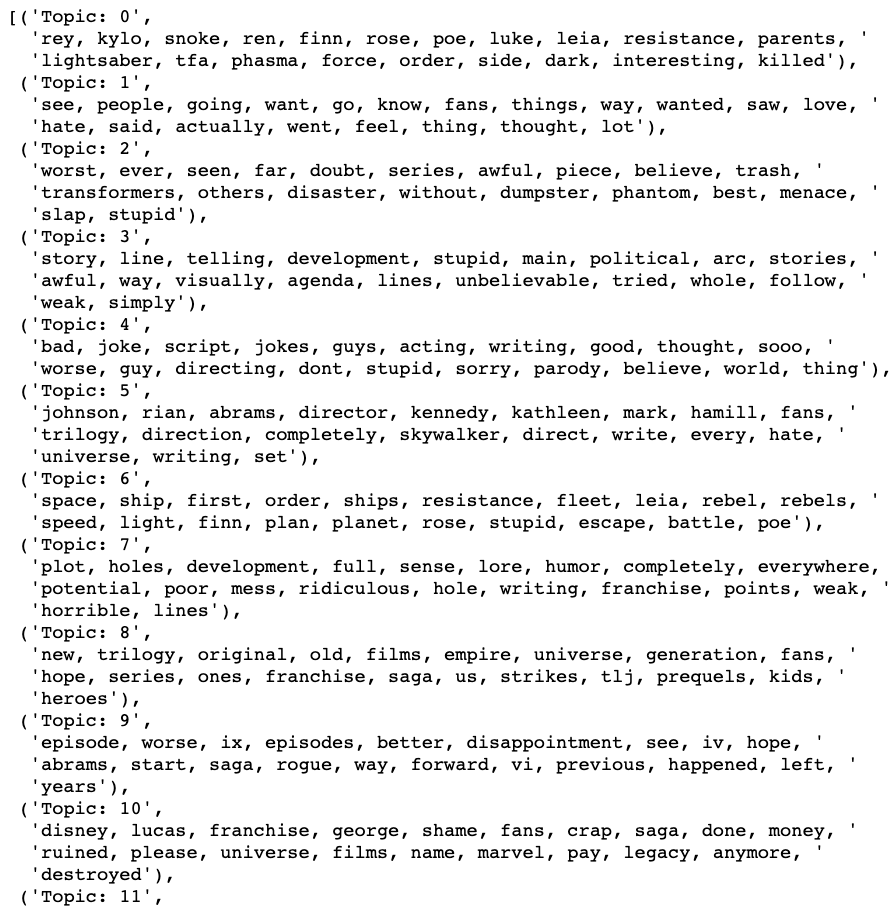 [('Topic: 0',
'rey, kylo, snoke, ren, finn, rose, poe, luke, leia, resistance, parents, '
'lightsaber, tfa, phasma, force, order, side, dark, interesting, killed'),
('Topic: 1',
'see, people, going, want, go, know, fans, things, way, wanted, saw, love, '
'hate, said, actually, went, feel, thing, thought, lot'),
('Topic: 2',
'worst, ever, seen, far, doubt, series, awful, piece, believe, trash, '
'transformers, others, disaster, without, dumpster, phantom, best, menace, '
'slap, stupid'),
('Topic: 3',
'story, line, telling, development, stupid, main, political, arc, stories, '
'awful, way, visually, agenda, lines, unbelievable, tried, whole, follow, '
'weak, simply'),
('Topic: 4',
'bad, joke, script, jokes, guys, acting, writing, good, thought, sooo, '
'worse, guy, directing, dont, stupid, sorry, parody, believe, world, thing'),
('Topic: 5',
'johnson, rian, abrams, director, kennedy, kathleen, mark, hamill, fans, '
'trilogy, direction, completely, skywalker, direct, write, every, hate, '
'universe, writing, set'),
('Topic: 6',
'space, ship, first, order, ships, resistance, fleet, leia, rebel, rebels, '
'speed, light, finn, plan, planet, rose, stupid, escape, battle, poe'),
('Topic: 7',
'plot, holes, development, full, sense, lore, humor, completely, everywhere,
'potential, poor, mess, ridiculous, hole, writing, franchise, points, weak, '
'horrible, lines'),
('Topic: 8',
'new, trilogy, original, old, films, empire, universe, generation, fans, '
'hope, series, ones, franchise, saga, us, strikes, tlj, prequels, kids, '
'heroes'),
('Topic: 9',
'episode, worse, ix, episodes, better, disappointment, see, iv, hope, '
'abrams, start, saga, rogue, way, forward, vi, previous, happened, left, '
'years'),
('Topic: 10',
'disney, lucas, franchise, george, shame, fans, crap, saga, done, money, '
'ruined, please, universe, films, name, marvel, pay, legacy, anymore, '
'destroyed'),
('Topic: 11',